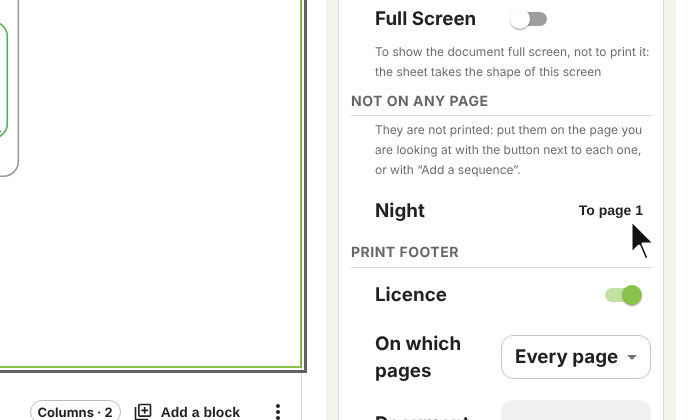 Full Screen
To show the document full screen, not to print it:
the sheet takes the shape of this screen
NOT ON ANY PAGE
They are not printed: put them on the page you
are looking at with the button next to each one,
or with “Add a sequence”.
Night
To page 1
PRINT FOOTER
Licence
On which
pages
Every page
Columns · 2
Add a block